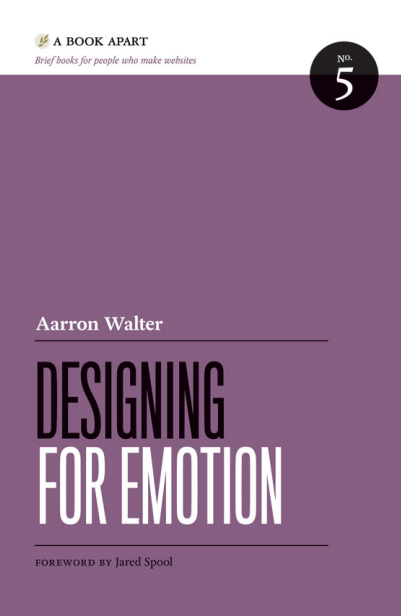 A BOOK APART
Brief books for people who make websites
No.
5
Aarron Walter
DESIGNING
FOR EMOTION
FOREWORD BY Jared Spool